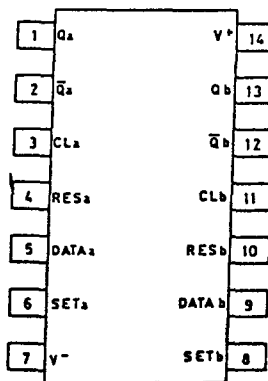 1 Qa V+ 14
2 Q̅a Qb 13
3 CLa Q̅b 12
4 RESa CLb 11
5 DATAa RESb 10
6 SETa DATAb 9
7 V- SETb 8